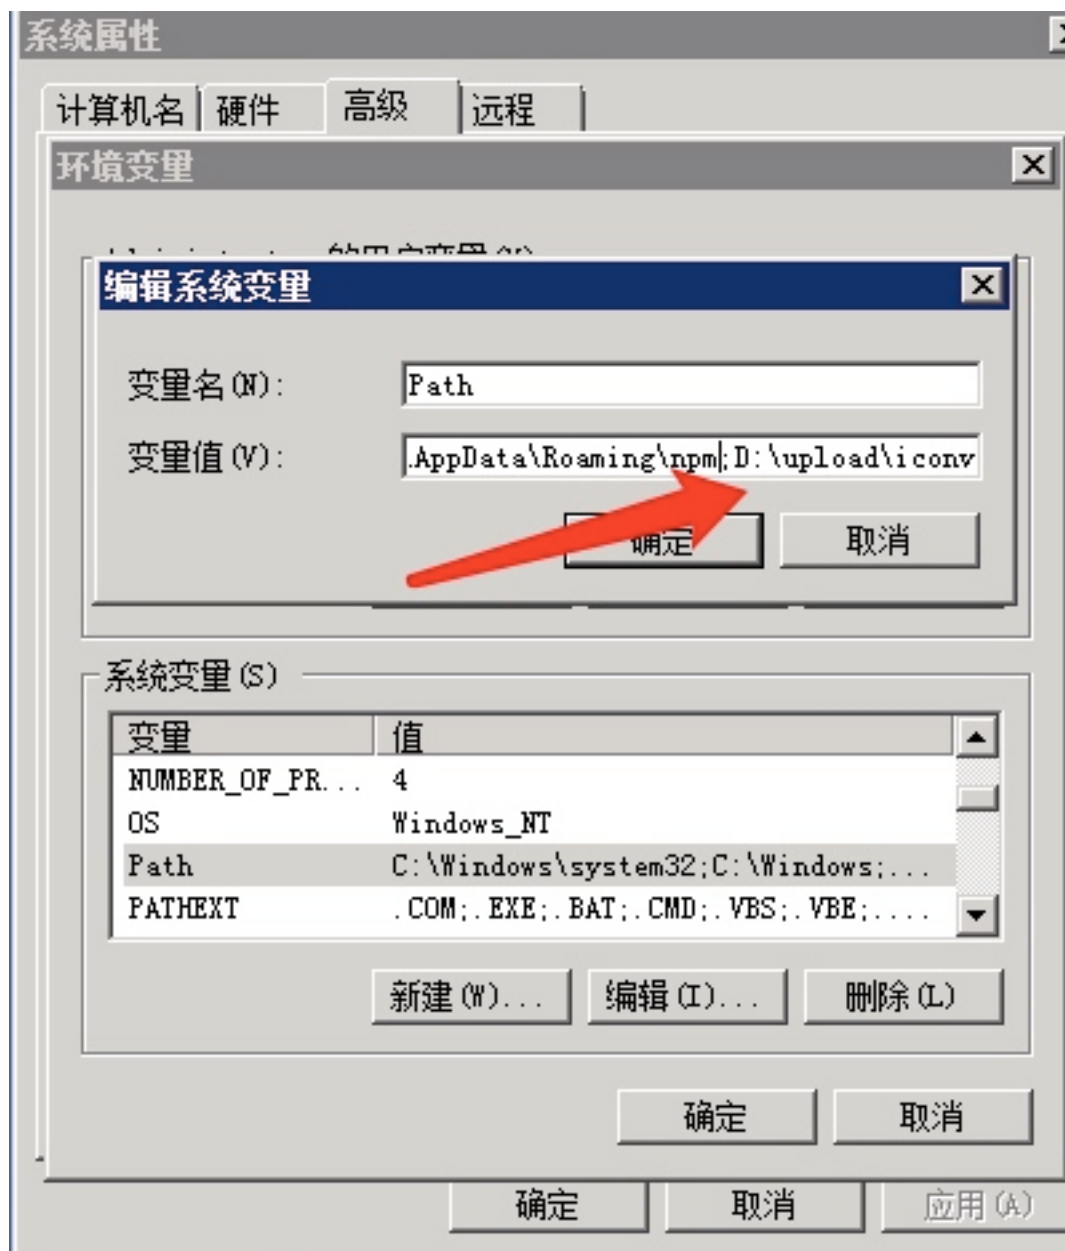 系统属性
计算机名 硬件 高级 远程
环境变量
编辑系统变量
变量名(N): Path
变量值(V): .AppData\Roaming\npm;D:\upload\iconv
确定 取消
系统变量(S)
变量 值
NUMBER_OF_PR... 4
OS Windows_NT
Path C:\Windows\system32;C:\Windows;...
PATHEXT .COM;.EXE;.BAT;.CMD;.VBS;.VBE;....
新建(W)... 编辑(I)... 删除(L)
确定 取消
确定 取消 应用(A)